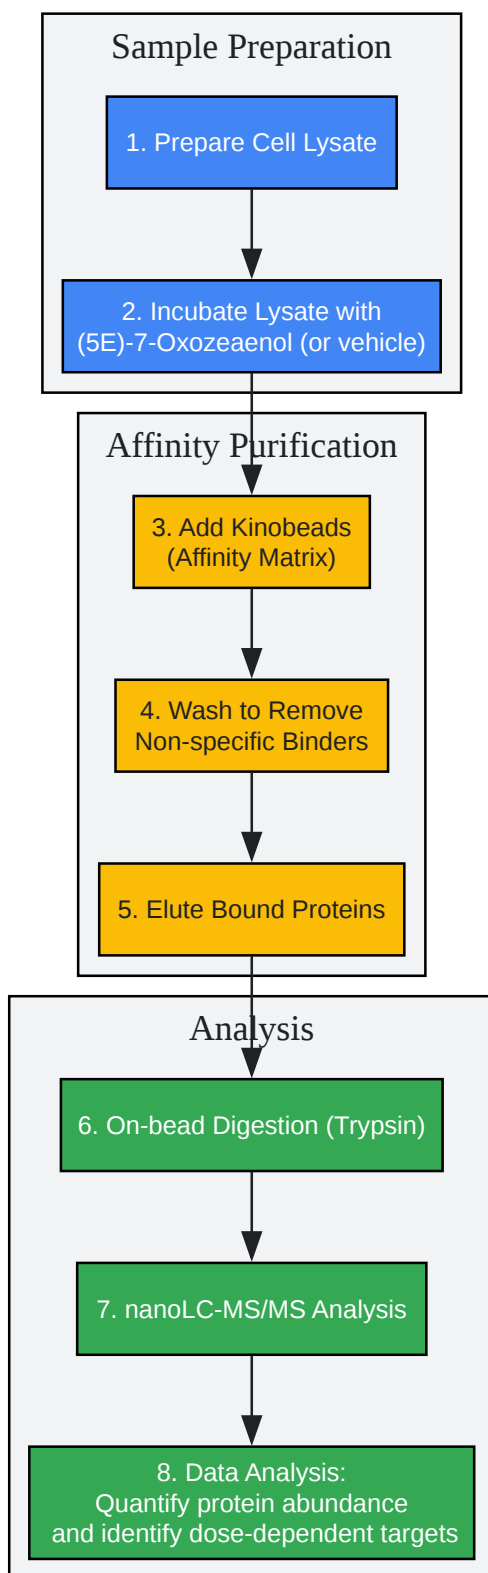 Sample Preparation
1. Prepare Cell Lysate
2. Incubate Lysate with
(5E)-7-Oxozeaenol (or vehicle)
Affinity Purification
3. Add Kinobeads
(Affinity Matrix)
4. Wash to Remove
Non-specific Binders
5. Elute Bound Proteins
Analysis
6. On-bead Digestion (Trypsin)
7. nanoLC-MS/MS Analysis
8. Data Analysis:
Quantify protein abundance
and identify dose-dependent targets